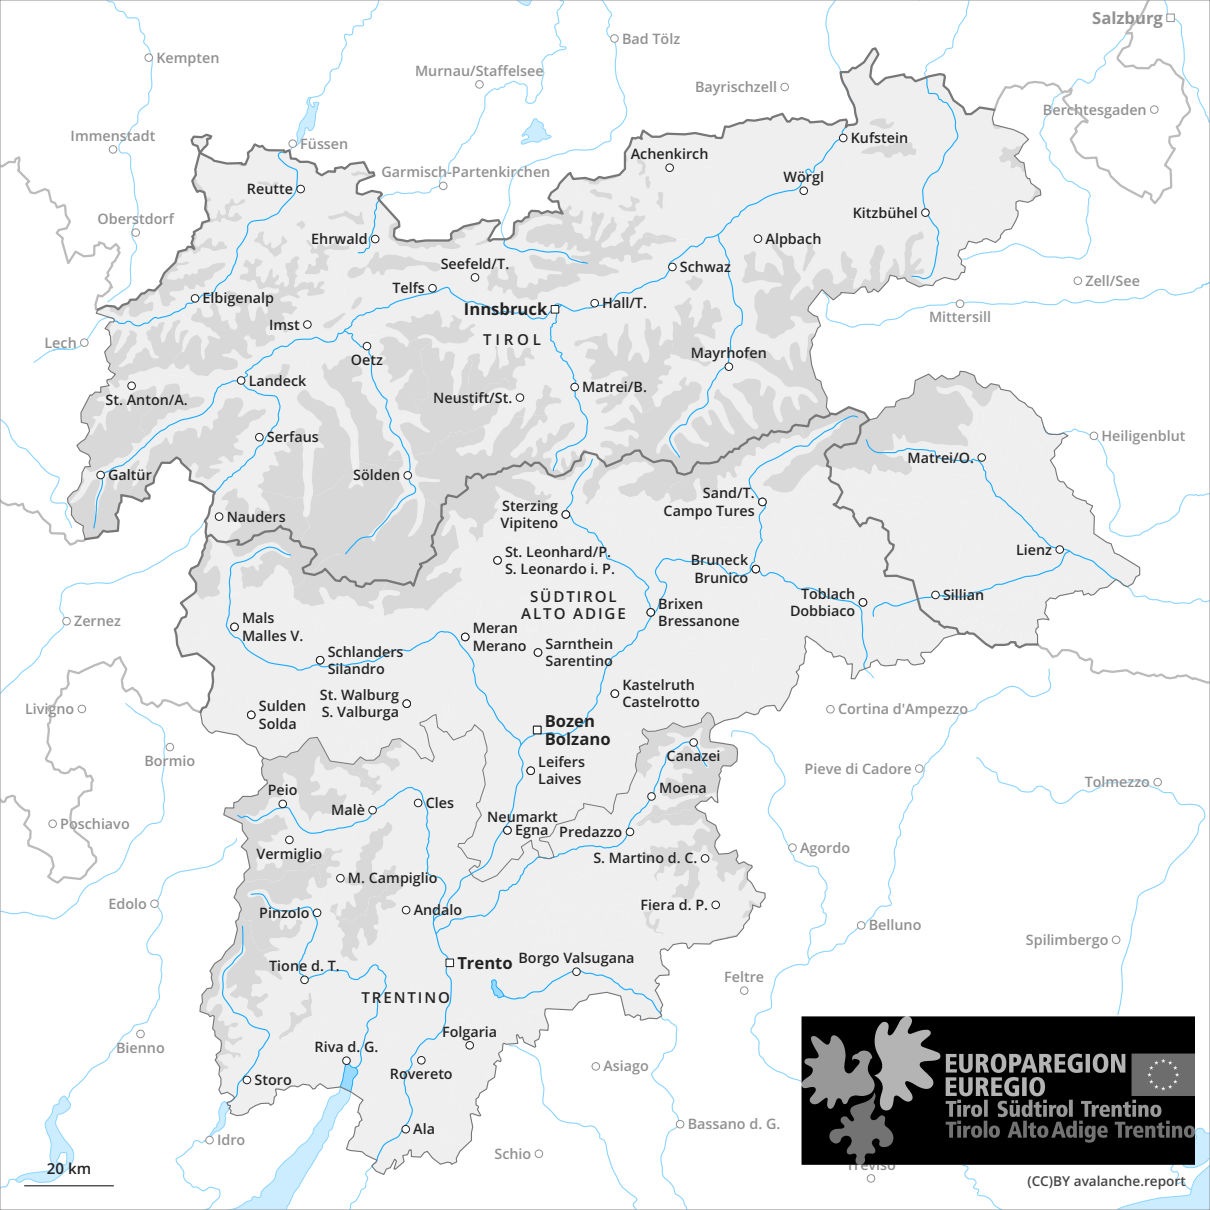 Salzburg
Bad Tölz
Kempten
Murnau/Staffelsee
Bayrischzell
Berchtesgaden
Immenstadt
Füssen
Kufstein
Achenkirch
Garmisch-Partenkirchen
Wörgl
Reutte
Oberstdorf
Kitzbühel
Ehrwald
Alpbach
Seefeld/T.
Schwaz
Zell/See
Telfs
Elbigenalp
Hall/T.
Innsbruck
Mittersill
Imst
TIROL
Lech
Oetz
Mayrhofen
Landeck
Matrei/B.
St. Anton/A.
Neustift/St.
Serfaus
Heiligenblut
Matrei/O.
Galtür
Sölden
Sand/T.
Campo Tures
Sterzing
Vipiteno
Nauders
St. Leonhard/P.
S. Leonardo i. P.
Lienz
Bruneck
Brunico
SÜDTIROL
ALTO ADIGE
Toblach
Dobbiaco
Sillian
Brixen
Bressanone
Zernez
Mals
Malles V.
Meran
Merano
Sarnthein
Sarentino
Schlanders
Silandro
Kastelruth
Castelrotto
St. Walburg
S. Valburga
Sulden
Solda
Livigno
Cortina d'Ampezzo
Bozen
Bolzano
Bormio
Canazei
Leifers
Laives
Pieve di Cadore
Tolmezzo
Peio
Moena
Malè
Cles
Neumarkt
Egna
Predazzo
Poschiavo
Vermiglio
Agordo
S. Martino d. C.
M. Campiglio
Edolo
Pinzolo
Andalo
Fiera d. P.
Belluno
Spilimbergo
Borgo Valsugana
Trento
Tione d. T.
Feltre
TRENTINO
Folgaria
Bienno
Riva d. G.
Asiago
Rovereto
Storo
EUROPAREGION
EUREGIO
Tirol Südtirol Trentino
Tirolo Alto Adige Trentino
Bassano d. G.
Ala
Idro
Schio
Treviso
20 km
(CC)BY avalanche.report